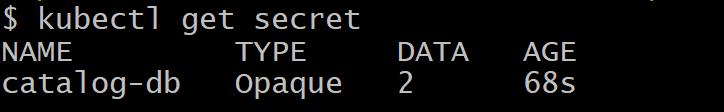 $ kubectl get secret
NAME         TYPE     DATA   AGE
catalog-db   Opaque   2      68s